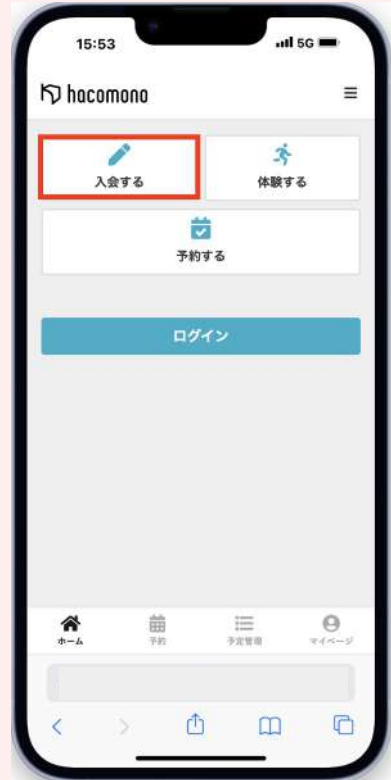 15:53 5G
hacomono
入会する 体験する
予約する
ログイン
ホーム 予約 予定管理 マイページ